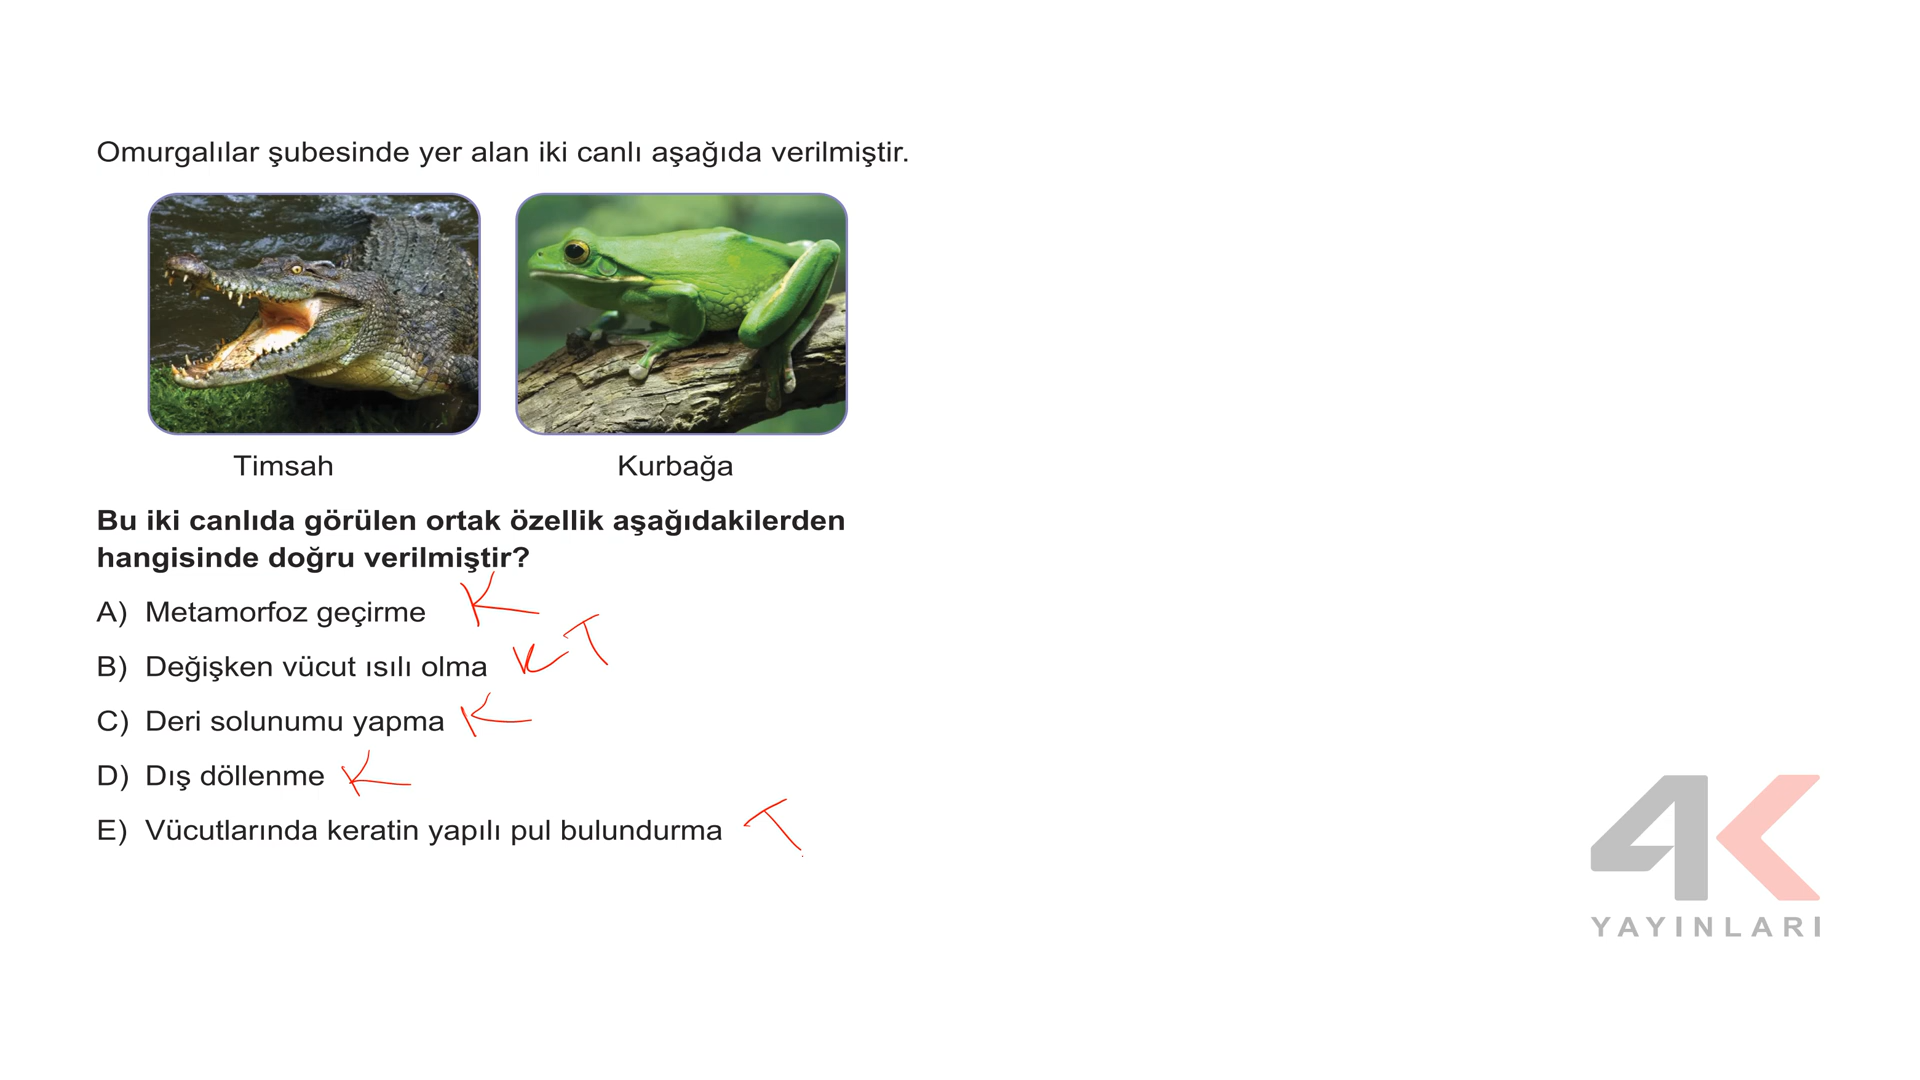 Omurgalılar şubesinde yer alan iki canlı aşağıda verilmiştir.
Timsah Kurbağa
Bu iki canlıda görülen ortak özellik aşağıdakilerden
hangisinde doğru verilmiştir?
A) Metamorfoz geçirme K
B) Değişken vücut ısılı olma K-T
C) Deri solunumu yapma K
D) Dış döllenme K
E) Vücutlarında keratin yapılı pul bulundurma T
4K
YAYINLARI